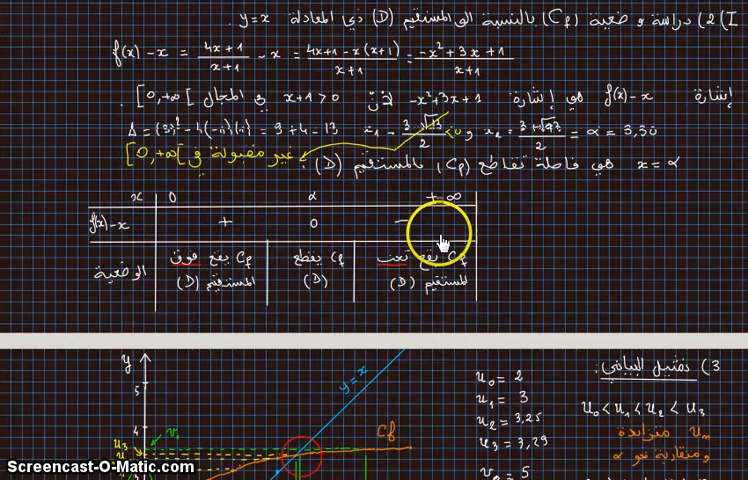 I) 2) دراسة وضعية (Cf) بالنسبة الى المستقيم (D) ذي المعادلة y=x.
f(x)-x = (4x+1)/(x+1) - x = (4x+1-x(x+1))/(x+1) = (-x²+3x+1)/(x+1)
إشارة f(x)-x هي إشارة -x²+3x+1 لأن x+1>0 في المجال [0,+∞[.
Δ = (3)²-4(-1)(1) = 9+4=13 x₁ = (3-√13)/2 <0 و x₂ = (3+√13)/2 = α = 3,30
غير مقبولة في [0,+∞[
x=α هي فاصلة تقاطع (Cf) بالمستقيم (D).
x 0 α +∞
f(x)-x + 0 -
الوضعية Cf يقع فوق المستقيم (D) Cf يقطع (D) Cf يقع تحت المستقيم (D)
3) تمثيل البياني:
y
5
4
y=x
Cf
v₁
u₃
u₀ = 2
u₁ = 3
u₂ = 3,25
u₃ = 3,29
v₀ = 5
u₀<u₁<u₂<u₃
uₙ متزايدة
ومتقاربة نحو α
Screencast-O-Matic.com